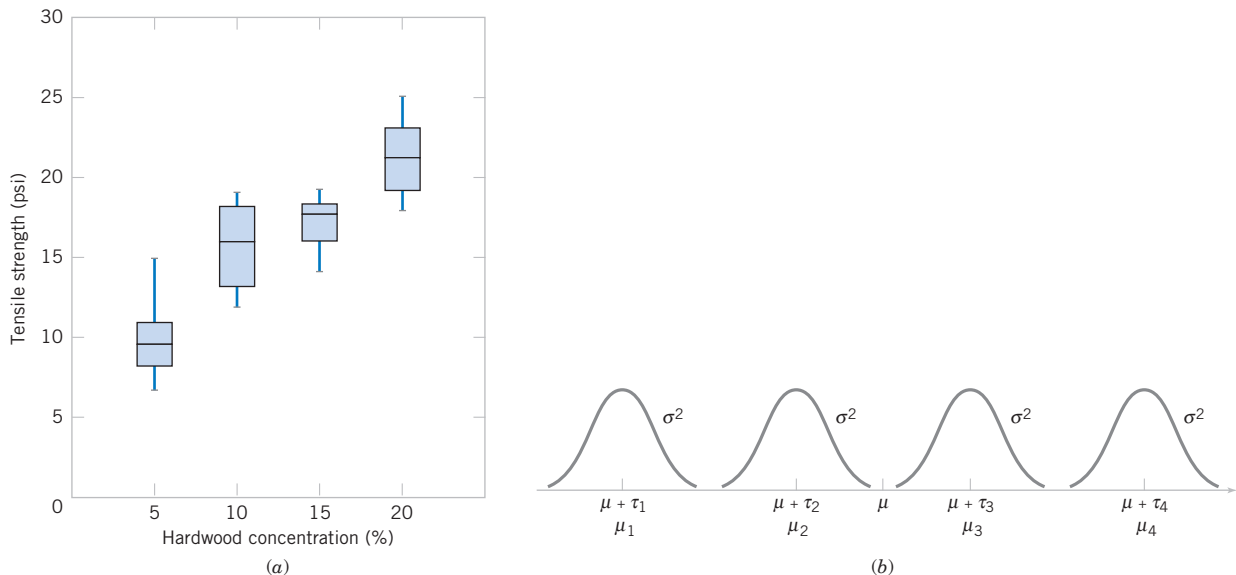 30
25
20
15
10
5
0
Tensile strength (psi)
5 10 15 20
Hardwood concentration (%)
(a)
σ² σ² σ² σ²
μ + τ₁ μ + τ₂ μ μ + τ₃ μ + τ₄
μ₁ μ₂ μ₃ μ₄
(b)